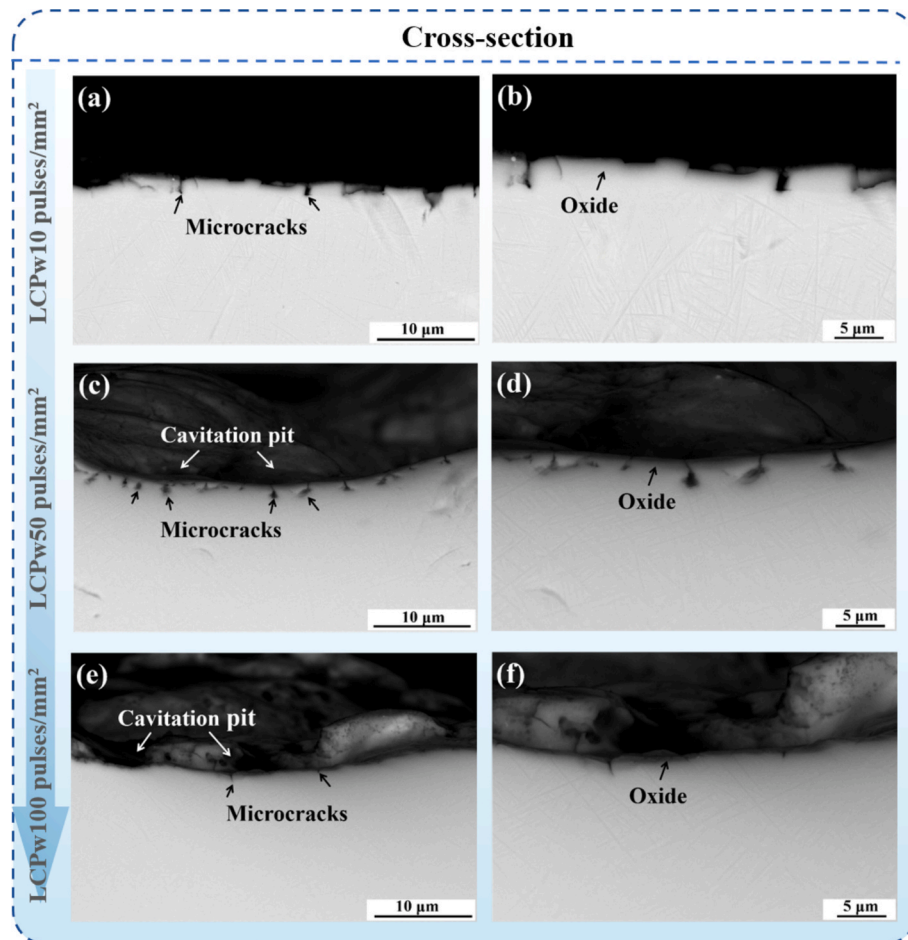 Cross-section
LCPw10 pulses/mm²
(a)
Microcracks
10 μm
(b)
Oxide
5 μm
LCPw50 pulses/mm²
(c)
Cavitation pit
Microcracks
10 μm
(d)
Oxide
5 μm
LCPw100 pulses/mm²
(e)
Cavitation pit
Microcracks
10 μm
(f)
Oxide
5 μm